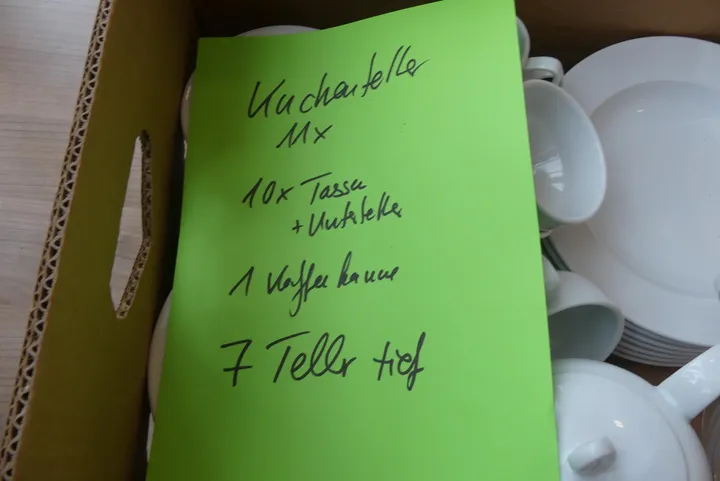 Kuchenteller
11x
10x Tassen
+ Unterteller
1 Kaffeekanne
7 Teller tief